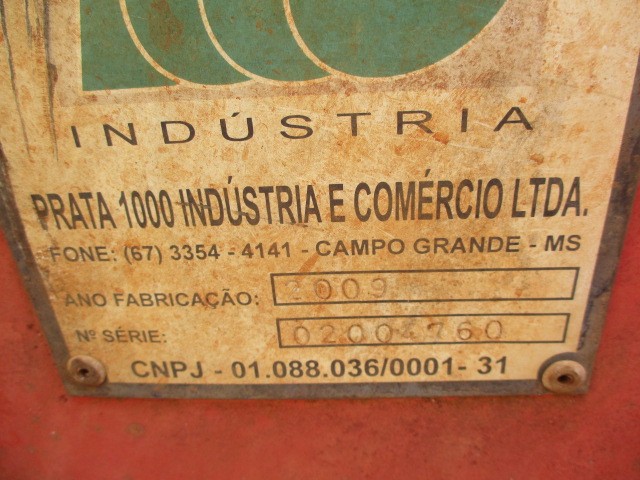 INDÚSTRIA
PRATA 1000 INDÚSTRIA E COMÉRCIO LTDA.
FONE: (67) 3354 - 4141 - CAMPO GRANDE - MS
ANO FABRICAÇÃO: 2009
Nº SÉRIE: 02004760
CNPJ - 01.088.036/0001- 31